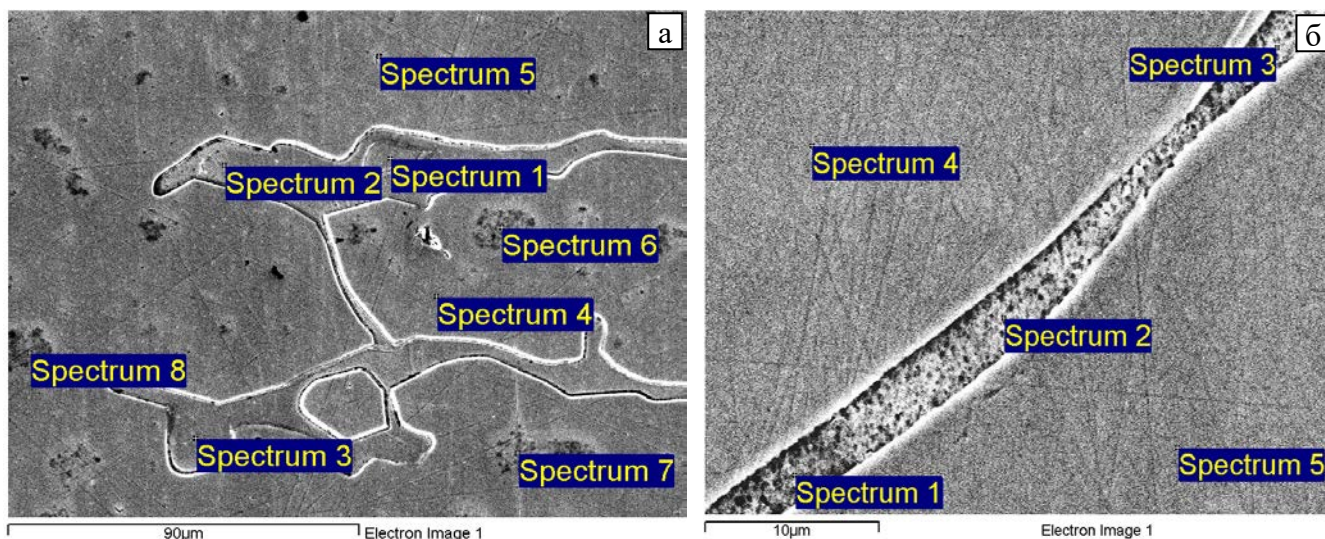 а
Spectrum 5
Spectrum 2
Spectrum 1
Spectrum 6
Spectrum 4
Spectrum 8
Spectrum 3
Spectrum 7
90µm
Electron Image 1
б
Spectrum 3
Spectrum 4
Spectrum 2
Spectrum 5
Spectrum 1
10µm
Electron Image 1